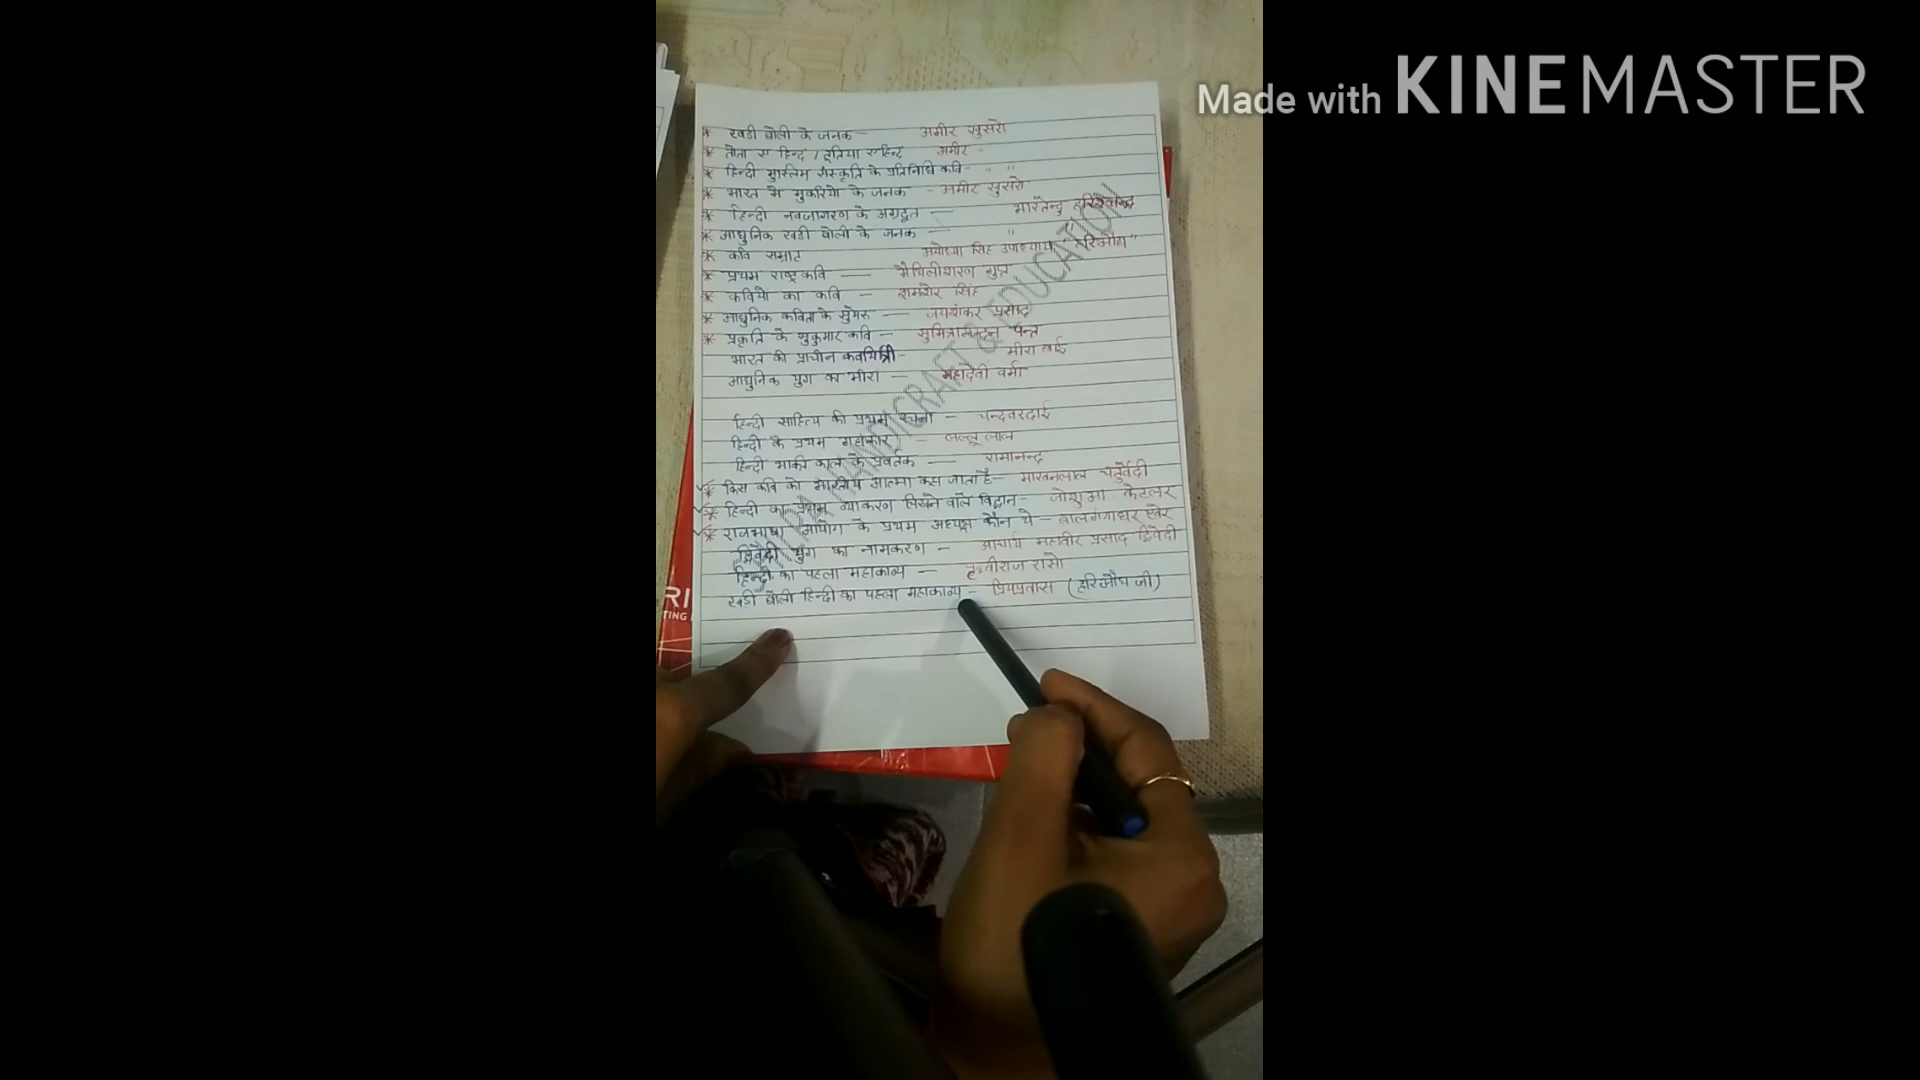 Made with KINEMASTER
* खडी बोली के जनक — अमीर खुसरो
* तोता ए हिन्द / तूतिया ए हिन्द अमीर "
* हिन्दी मुस्लिम संस्कृति के प्रतिनिधि कवि - " "
* भारत में मुकरियो के जनक - अमीर खुसरो
* हिन्दी नवजागरण के अग्रदूत — भारतेन्दु हरिश्चन्द्र
* आधुनिक खडी बोली के जनक — " "
* कवि सम्राट अयोध्या सिंह उपाध्याय "हरिऔध"
* प्रथम राष्ट्रकवि — मैथिलीशरण गुप्त
* कवियो का कवि — शमशेर सिंह
* आधुनिक कविता के सुमेरु — जयशंकर प्रसाद
* प्रकृति के सुकुमार कवि — सुमित्रानन्दन पन्त
भारत की प्राचीन कवयित्री - मीरा बाई
आधुनिक युग का मीरा — महादेवी वर्मा
हिन्दी साहित्य की प्रथम रचना — चन्दवरदाई
हिन्दी के प्रथम — लल्लू लाल
हिन्दी भक्ति काल के प्रवर्तक — रामानन्द
* किस कवि को भारतीय आत्मा कहा जाता है - माखनलाल चतुर्वेदी
* हिन्दी का प्रथम व्याकरण लिखने वाले विद्वान - जोशुआ केटलर
* राजभाषा आयोग के प्रथम अध्यक्ष कौन थे - बालगंगाधर खेर
द्विवेदी युग का नामकरण — आचार्य महावीर प्रसाद द्विवेदी
हिन्दी का पहला महाकाव्य — पृथ्वीराज रासो
खडी बोली हिन्दी का पहला महाकाव्य - प्रियप्रवास (हरिऔध जी)
HANDICRAFT & EDUCATION
RI
TING